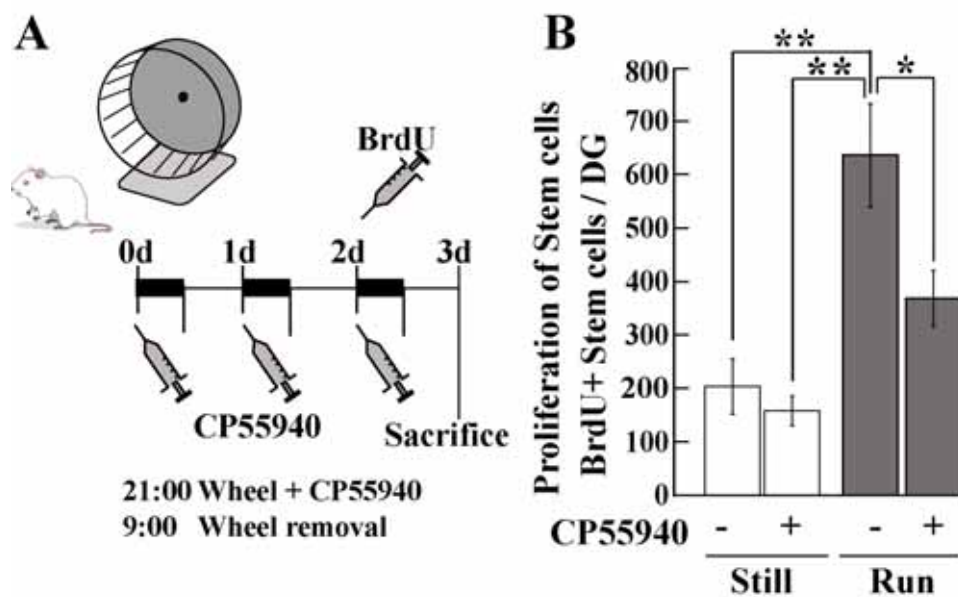 A
BrdU
0d 1d 2d 3d
CP55940
Sacrifice
21:00 Wheel + CP55940
9:00 Wheel removal
B
Proliferation of Stem cells
BrdU+ Stem cells / DG
** 
** *
800
700
600
500
400
300
200
100
0
CP55940 - + - +
Still Run